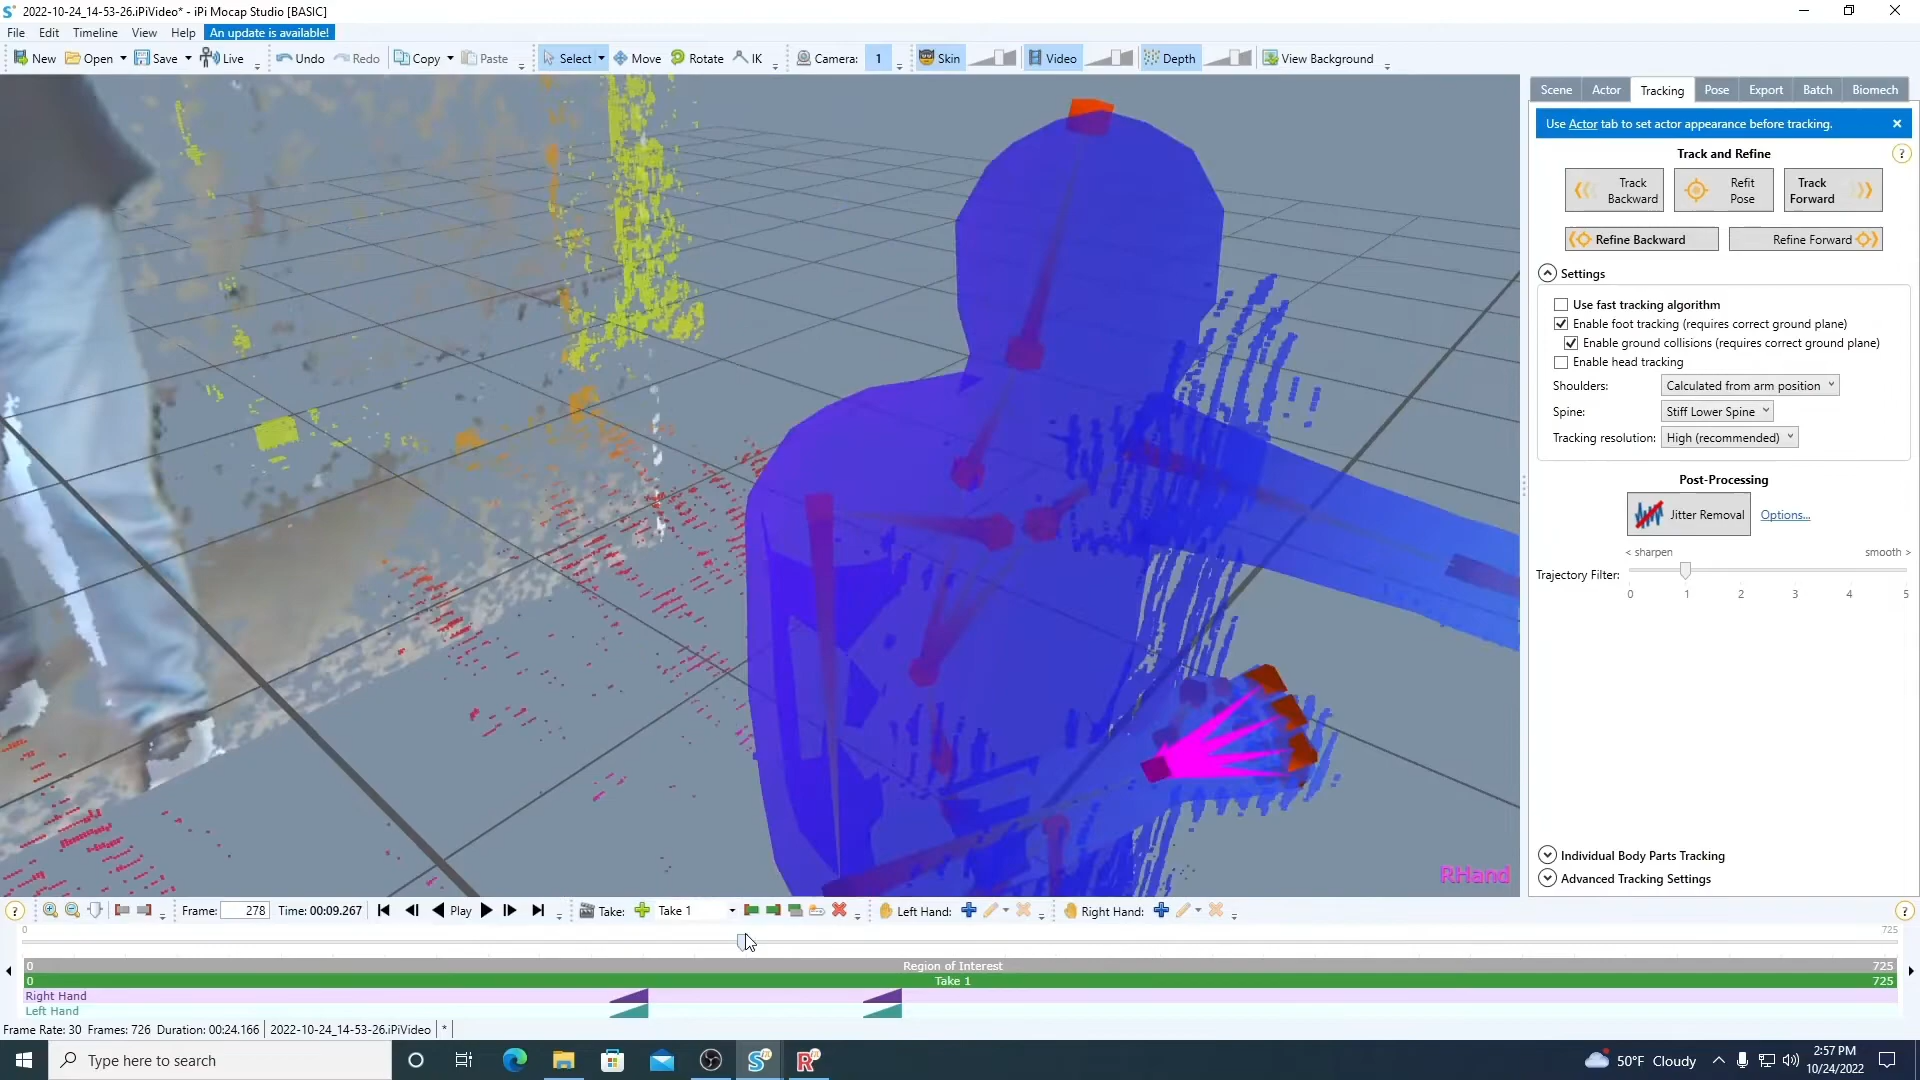 2022-10-24_14-53-26.iPiVideo* - iPi Mocap Studio [BASIC]
File Edit Timeline View Help An update is available!
New Open Save Live Undo Redo Copy Paste Select Move Rotate IK Camera: 1 Skin Video Depth View Background
Scene Actor Tracking Pose Export Batch Biomech
Use Actor tab to set actor appearance before tracking.
Track and Refine
Track Backward
Refit Pose
Track Forward
Refine Backward Refine Forward
Settings
Use fast tracking algorithm
Enable foot tracking (requires correct ground plane)
Enable ground collisions (requires correct ground plane)
Enable head tracking
Shoulders: Calculated from arm position
Spine: Stiff Lower Spine
Tracking resolution: High (recommended)
Post-Processing
Jitter Removal Options...
< sharpen smooth >
Trajectory Filter:
0 1 2 3 4 5
Individual Body Parts Tracking
Advanced Tracking Settings
RHand
Frame: 278 Time: 00:09.267 Play Take: Take 1 Left Hand: Right Hand:
0 725
0 Region of Interest 725
0 Take 1 725
Right Hand
Left Hand
Frame Rate: 30 Frames: 726 Duration: 00:24.166 2022-10-24_14-53-26.iPiVideo *
Type here to search
50°F Cloudy
2:57 PM
10/24/2022